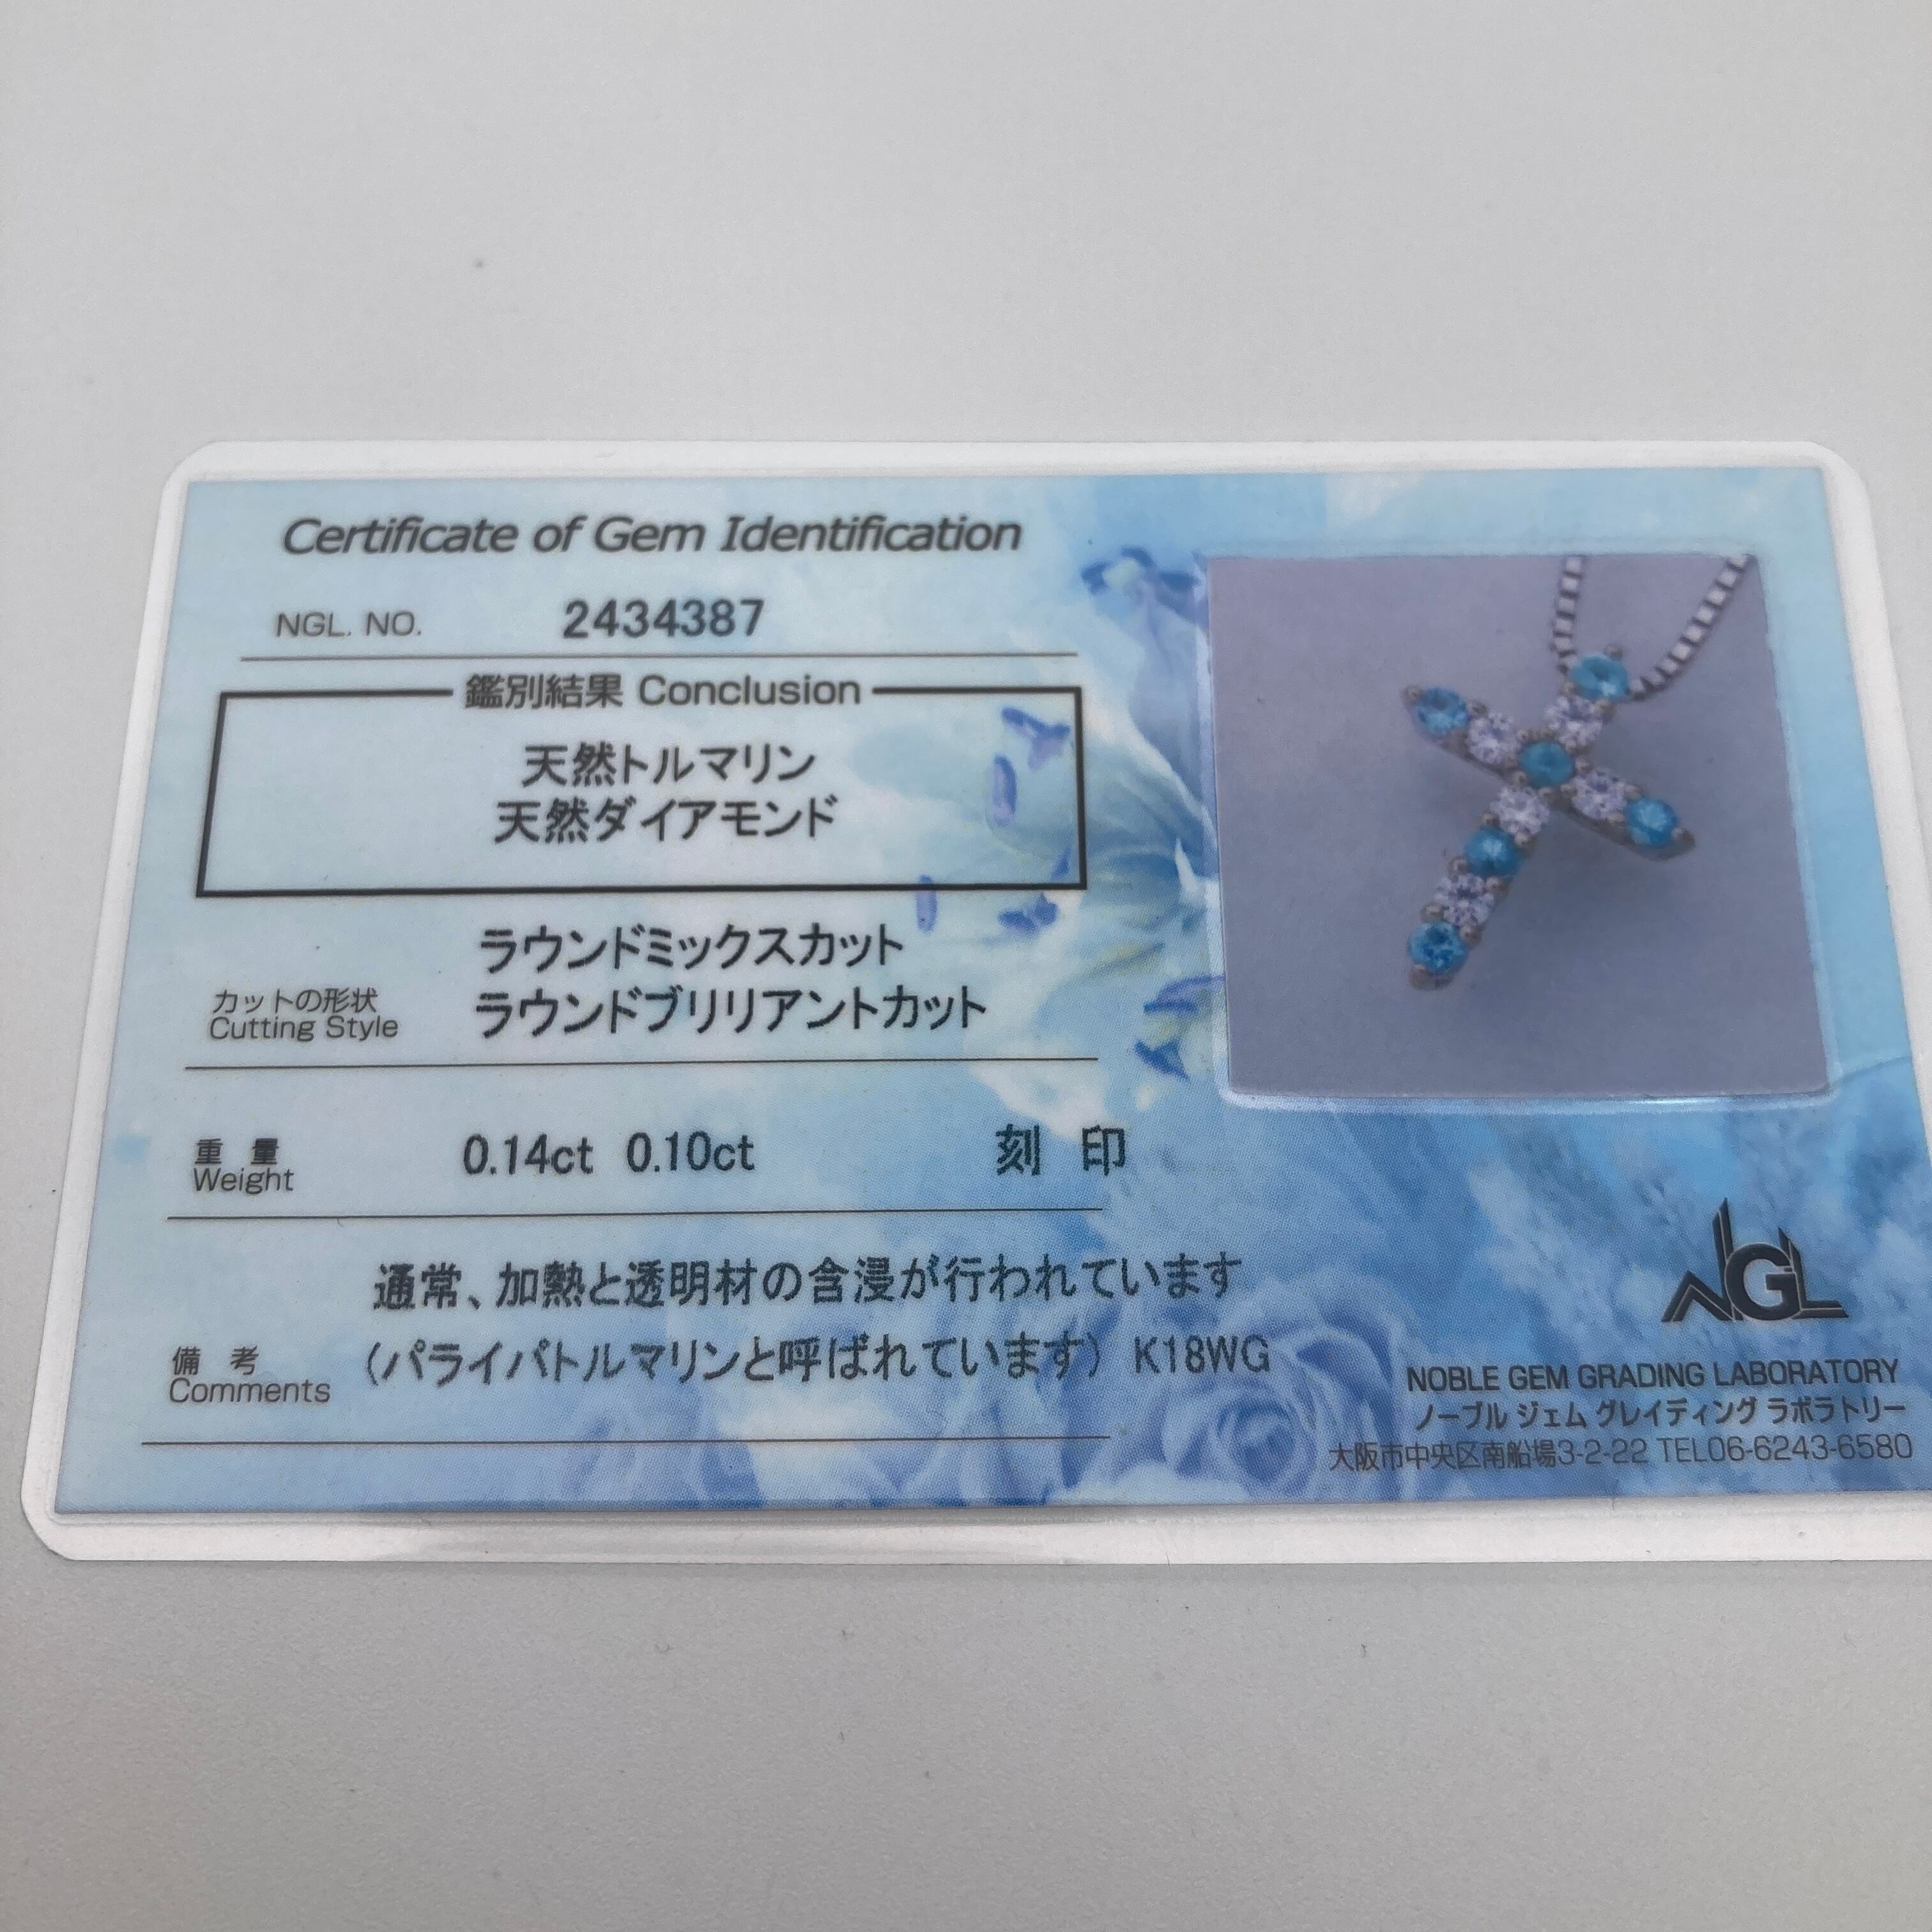 Certificate of Gem Identification
NGL. NO. 2434387
鑑別結果 Conclusion
天然トルマリン
天然ダイアモンド
ラウンドミックスカット
カットの形状
Cutting Style
ラウンドブリリアントカット
重量
Weight
0.14ct 0.10ct 刻印
通常、加熱と透明材の含浸が行われています
備考
Comments
(パライバトルマリンと呼ばれています) K18WG
NGL
NOBLE GEM GRADING LABORATORY
ノーブル ジェム グレイディング ラボラトリー
大阪市中央区南船場3-2-22 TEL06-6243-6580